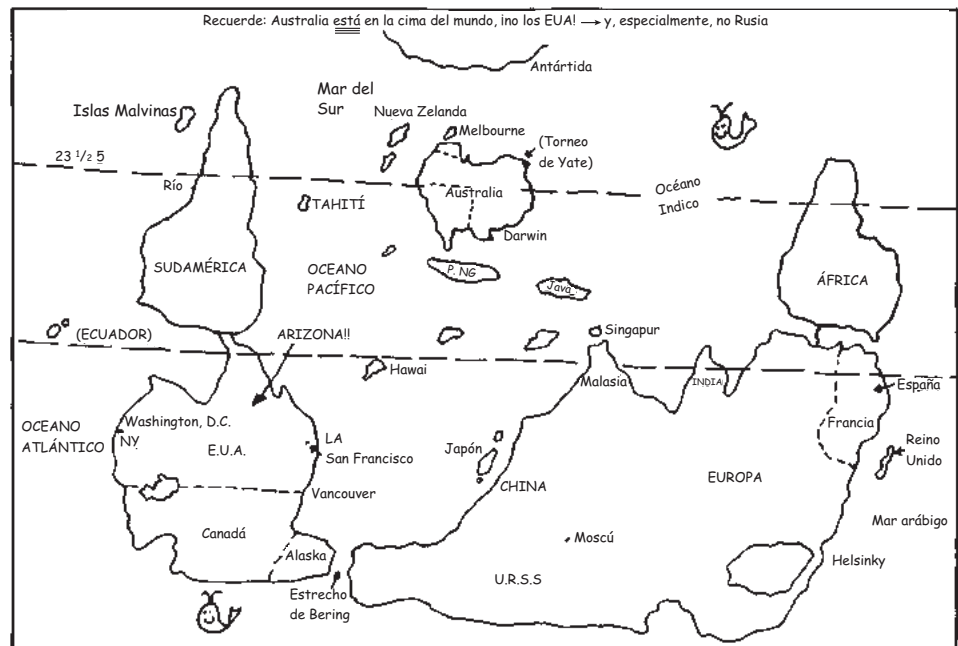 Recuerde: Australia está en la cima del mundo, ¡no los EUA! → y, especialmente, no Rusia
Antártida
Mar del
Sur
Islas Malvinas
Nueva Zelanda
Melbourne
(Torneo
de Yate)
23 1/2 5
Río
TAHITÍ
Australia
Océano
Indico
Darwin
SUDAMÉRICA
OCEANO
PACÍFICO
P. NG
Java
ÁFRICA
(ECUADOR)
ARIZONA!!
Singapur
Hawai
Malasia
INDIA
España
Washington, D.C.
NY
E.U.A.
OCEANO
ATLÁNTICO
LA
San Francisco
Japón
Francia
Reino
Unido
CHINA
EUROPA
Vancouver
Mar arábigo
Canadá
Alaska
Moscú
Helsinky
U.R.S.S
Estrecho
de Bering